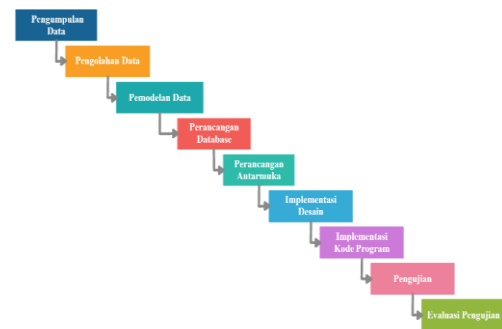 Pengumpulan
Data
Pengolahan Data
Pemodelan Data
Perancangan
Database
Perancangan
Antarmuka
Implementasi
Desain
Implementasi
Kode Program
Pengujian
Evaluasi Pengujian